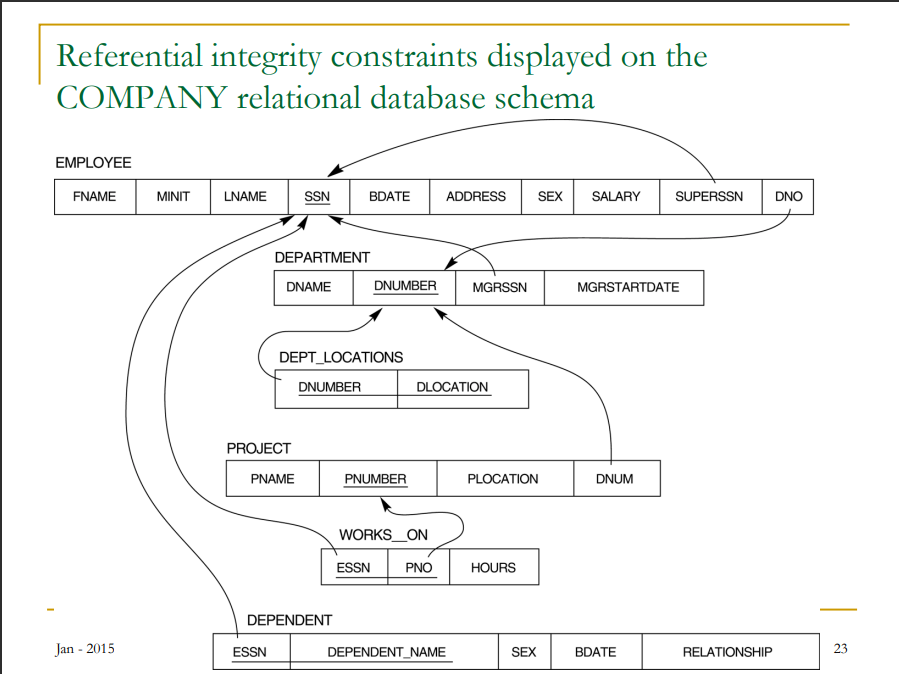 Referential integrity constraints displayed on the
COMPANY relational database schema
EMPLOYEE
FNAME MINIT LNAME SSN BDATE ADDRESS SEX SALARY SUPERSSN DNO
DEPARTMENT
DNAME DNUMBER MGRSSN MGRSTARTDATE
DEPT_LOCATIONS
DNUMBER DLOCATION
PROJECT
PNAME PNUMBER PLOCATION DNUM
WORKS__ON
ESSN PNO HOURS
DEPENDENT
ESSN DEPENDENT_NAME SEX BDATE RELATIONSHIP
Jan - 2015
23